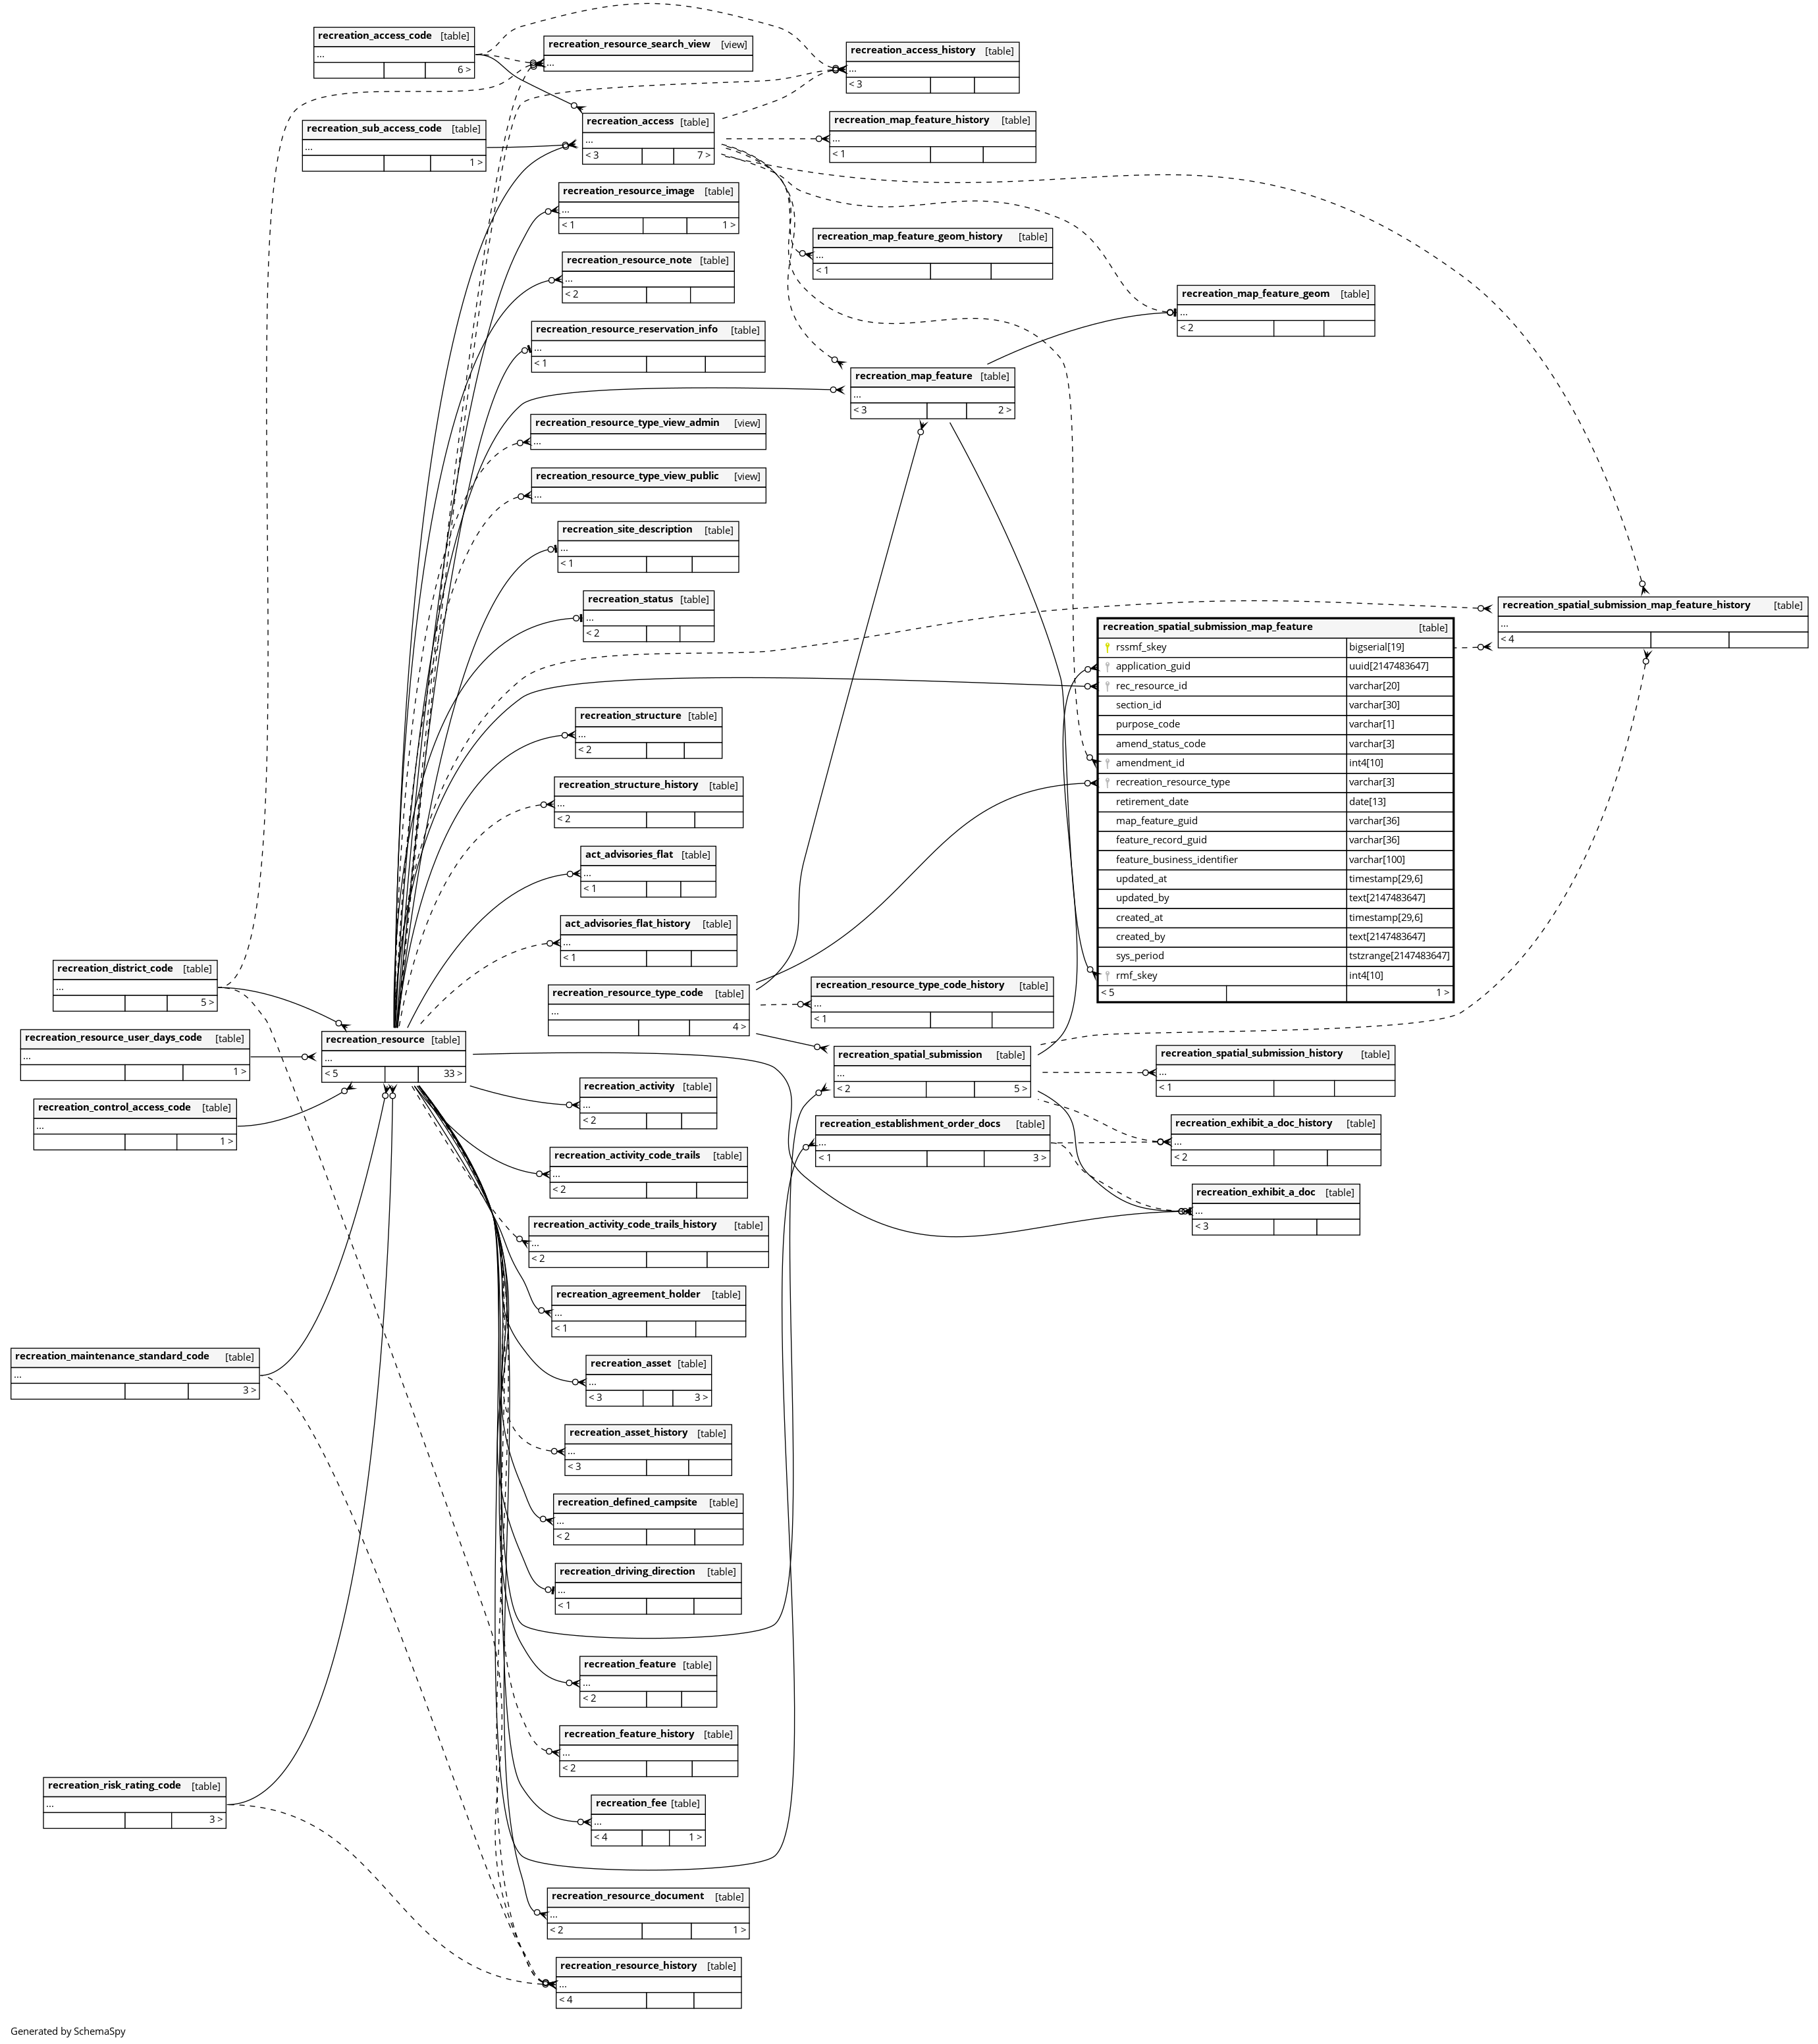 recreation_access_code [table]
...
6 >
recreation_resource_search_view [view]
...
recreation_access_history [table]
...
< 3
recreation_sub_access_code [table]
...
1 >
recreation_access [table]
...
< 3 7 >
recreation_map_feature_history [table]
...
< 1
recreation_resource_image [table]
...
< 1 1 >
recreation_map_feature_geom_history [table]
...
< 1
recreation_resource_note [table]
...
< 2
recreation_map_feature_geom [table]
...
< 2
recreation_resource_reservation_info [table]
...
< 1
recreation_map_feature [table]
...
< 3 2 >
recreation_resource_type_view_admin [view]
...
recreation_resource_type_view_public [view]
...
recreation_site_description [table]
...
< 1
recreation_status [table]
...
< 2
recreation_spatial_submission_map_feature_history [table]
...
< 4
recreation_spatial_submission_map_feature [table]
rssmf_skey bigserial[19]
application_guid uuid[2147483647]
rec_resource_id varchar[20]
section_id varchar[30]
purpose_code varchar[1]
amend_status_code varchar[3]
amendment_id int4[10]
recreation_resource_type varchar[3]
retirement_date date[13]
map_feature_guid varchar[36]
feature_record_guid varchar[36]
feature_business_identifier varchar[100]
updated_at timestamp[29,6]
updated_by text[2147483647]
created_at timestamp[29,6]
created_by text[2147483647]
sys_period tstzrange[2147483647]
rmf_skey int4[10]
< 5 1 >
recreation_structure [table]
...
< 2
recreation_structure_history [table]
...
< 2
act_advisories_flat [table]
...
< 1
act_advisories_flat_history [table]
...
< 1
recreation_district_code [table]
...
5 >
recreation_resource_type_code [table]
...
4 >
recreation_resource_type_code_history [table]
...
< 1
recreation_resource_user_days_code [table]
...
1 >
recreation_resource [table]
...
< 5 33 >
recreation_spatial_submission [table]
...
< 2 5 >
recreation_spatial_submission_history [table]
...
< 1
recreation_control_access_code [table]
...
1 >
recreation_activity [table]
...
< 2
recreation_establishment_order_docs [table]
...
< 1 3 >
recreation_exhibit_a_doc_history [table]
...
< 2
recreation_activity_code_trails [table]
...
< 2
recreation_exhibit_a_doc [table]
...
< 3
recreation_activity_code_trails_history [table]
...
< 2
recreation_agreement_holder [table]
...
< 1
recreation_maintenance_standard_code [table]
...
3 >
recreation_asset [table]
...
< 3 3 >
recreation_asset_history [table]
...
< 3
recreation_defined_campsite [table]
...
< 2
recreation_driving_direction [table]
...
< 1
recreation_feature [table]
...
< 2
recreation_feature_history [table]
...
< 2
recreation_risk_rating_code [table]
...
3 >
recreation_fee [table]
...
< 4 1 >
recreation_resource_document [table]
...
< 2 1 >
recreation_resource_history [table]
...
< 4
Generated by SchemaSpy